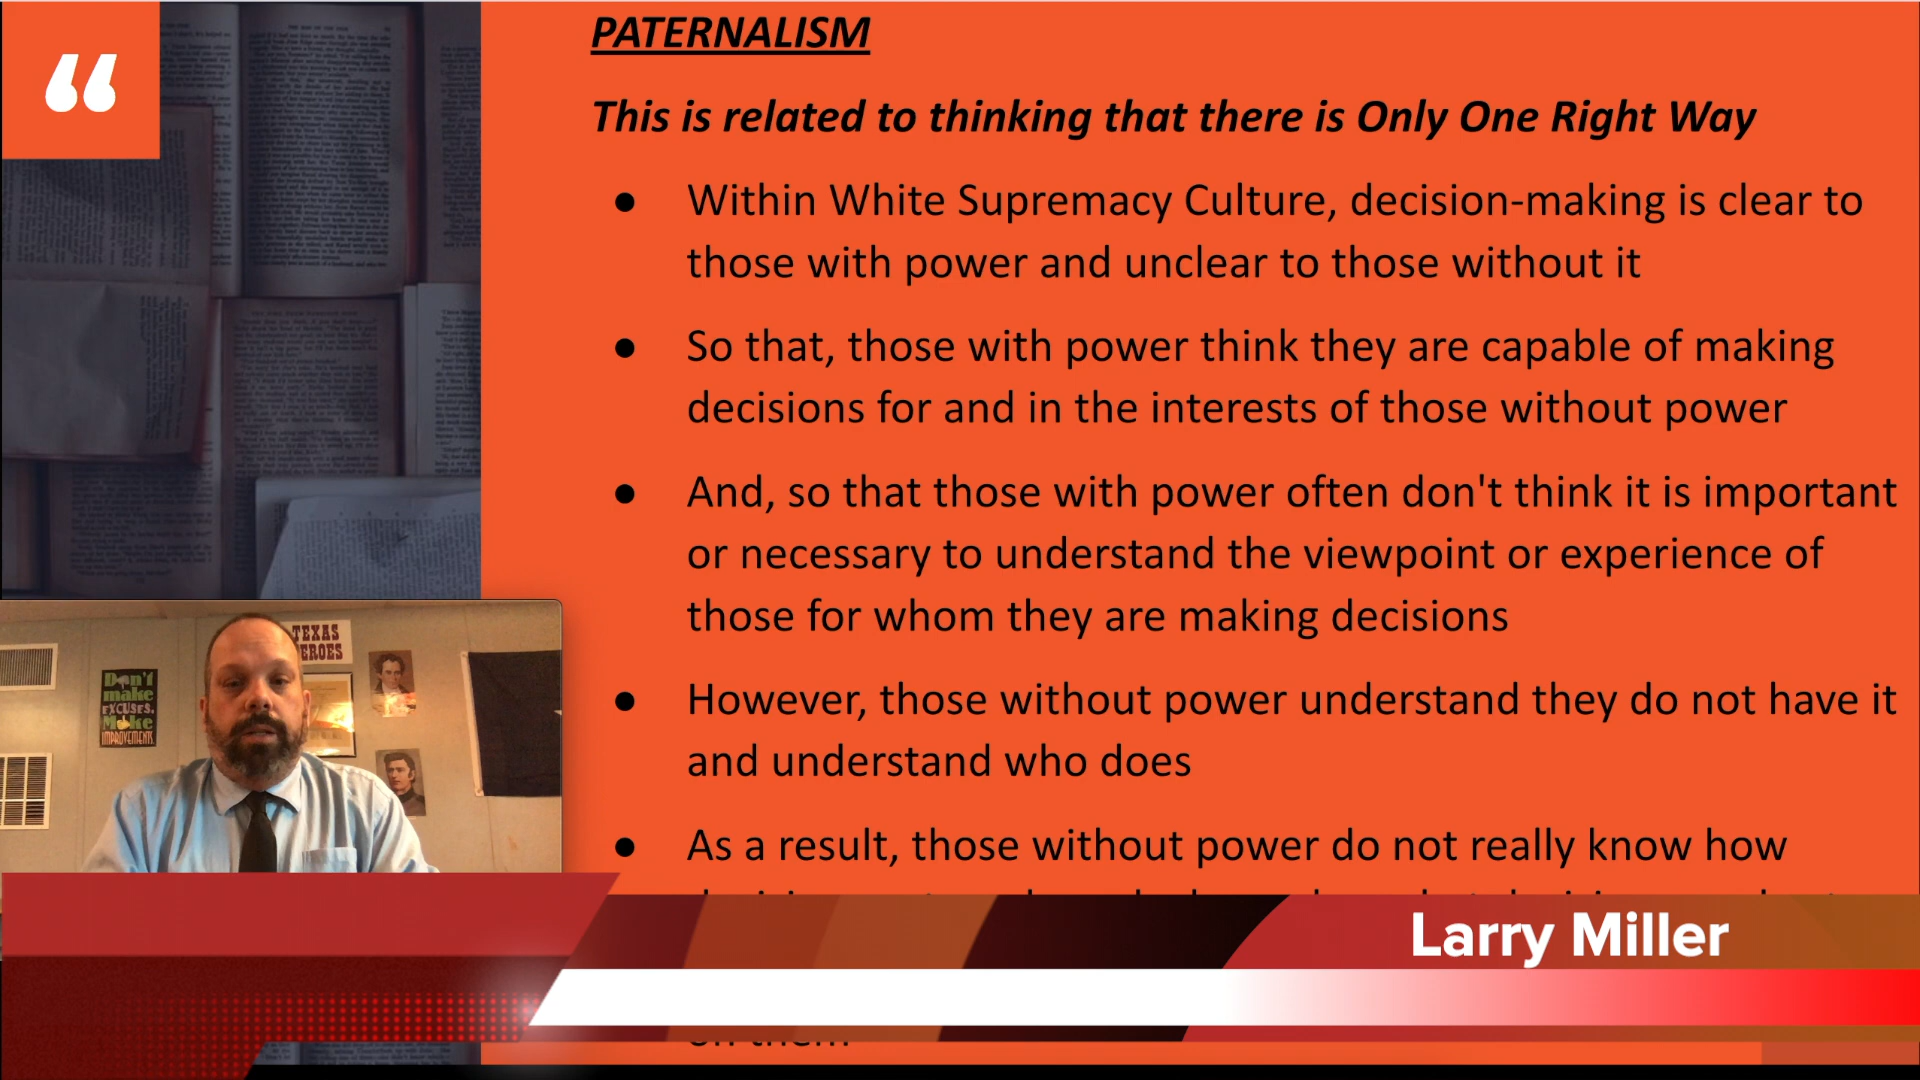 “
PATERNALISM
This is related to thinking that there is Only One Right Way
● Within White Supremacy Culture, decision-making is clear to
those with power and unclear to those without it
● So that, those with power think they are capable of making
decisions for and in the interests of those without power
● And, so that those with power often don't think it is important
or necessary to understand the viewpoint or experience of
those for whom they are making decisions
● However, those without power understand they do not have it
and understand who does
● As a result, those without power do not really know how
on them
TEXAS
EROES
Don't
make
EXCUSES.
Make
IMPROVEMENTS.
Larry Miller